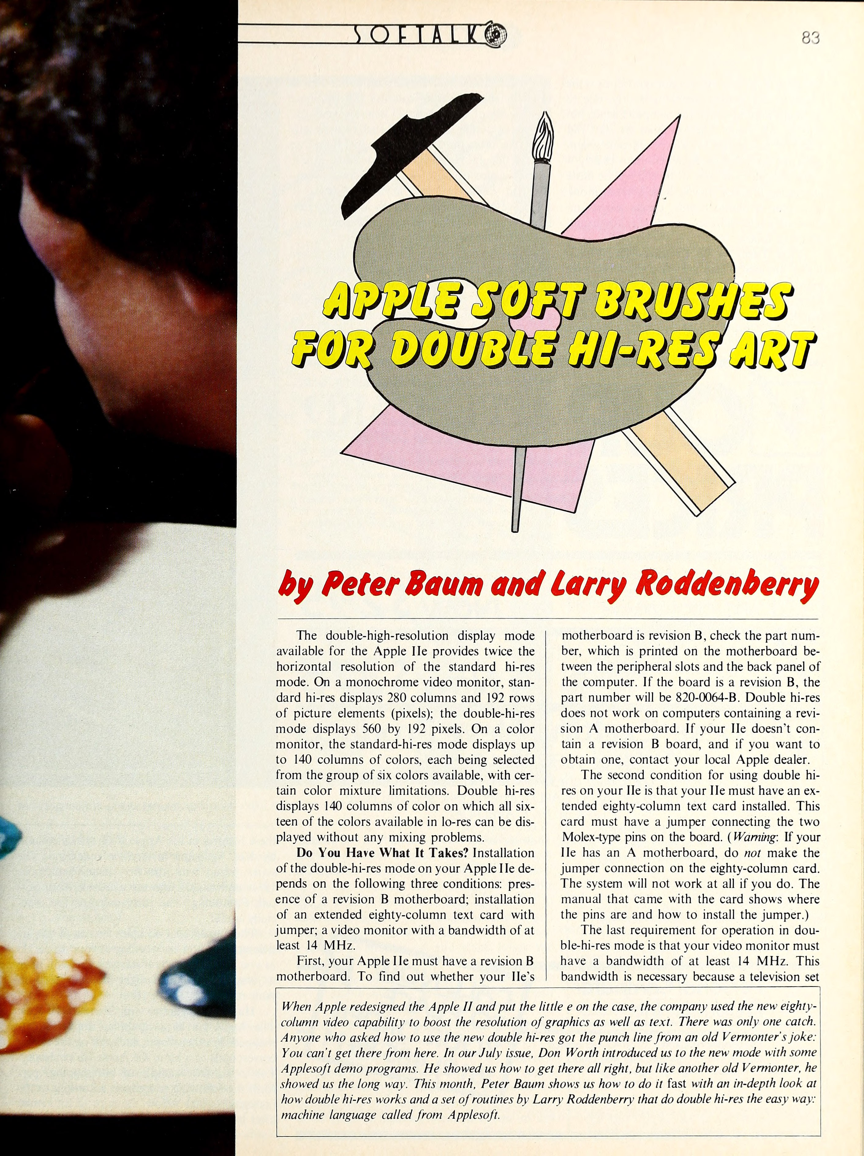 SOFTALK
83
APPLE SOFT BRUSHES
FOR DOUBLE HI-RES ART
by Peter Baum and Larry Roddenberry
The double-high-resolution display mode
available for the Apple IIe provides twice the
horizontal resolution of the standard hi-res
mode. On a monochrome video monitor, stan-
dard hi-res displays 280 columns and 192 rows
of picture elements (pixels); the double-hi-res
mode displays 560 by 192 pixels. On a color
monitor, the standard-hi-res mode displays up
to 140 columns of colors, each being selected
from the group of six colors available, with cer-
tain color mixture limitations. Double hi-res
displays 140 columns of color on which all six-
teen of the colors available in lo-res can be dis-
played without any mixing problems.
Do You Have What It Takes? Installation
of the double-hi-res mode on your Apple IIe de-
pends on the following three conditions: pres-
ence of a revision B motherboard; installation
of an extended eighty-column text card with
jumper; a video monitor with a bandwidth of at
least 14 MHz.
First, your Apple IIe must have a revision B
motherboard. To find out whether your IIe's
motherboard is revision B, check the part num-
ber, which is printed on the motherboard be-
tween the peripheral slots and the back panel of
the computer. If the board is a revision B, the
part number will be 820-0064-B. Double hi-res
does not work on computers containing a revi-
sion A motherboard. If your IIe doesn't con-
tain a revision B board, and if you want to
obtain one, contact your local Apple dealer.
The second condition for using double hi-
res on your IIe is that your IIe must have an ex-
tended eighty-column text card installed. This
card must have a jumper connecting the two
Molex-type pins on the board. (Warning: If your
IIe has an A motherboard, do not make the
jumper connection on the eighty-column card.
The system will not work at all if you do. The
manual that came with the card shows where
the pins are and how to install the jumper.)
The last requirement for operation in dou-
ble-hi-res mode is that your video monitor must
have a bandwidth of at least 14 MHz. This
bandwidth is necessary because a television set
When Apple redesigned the Apple II and put the little e on the case, the company used the new eighty-
column video capability to boost the resolution of graphics as well as text. There was only one catch.
Anyone who asked how to use the new double hi-res got the punch line from an old Vermonter's joke:
You can't get there from here. In our July issue, Don Worth introduced us to the new mode with some
Applesoft demo programs. He showed us how to get there all right, but like another old Vermonter, he
showed us the long way. This month, Peter Baum shows us how to do it fast with an in-depth look at
how double hi-res works and a set of routines by Larry Roddenberry that do double hi-res the easy way:
machine language called from Applesoft.